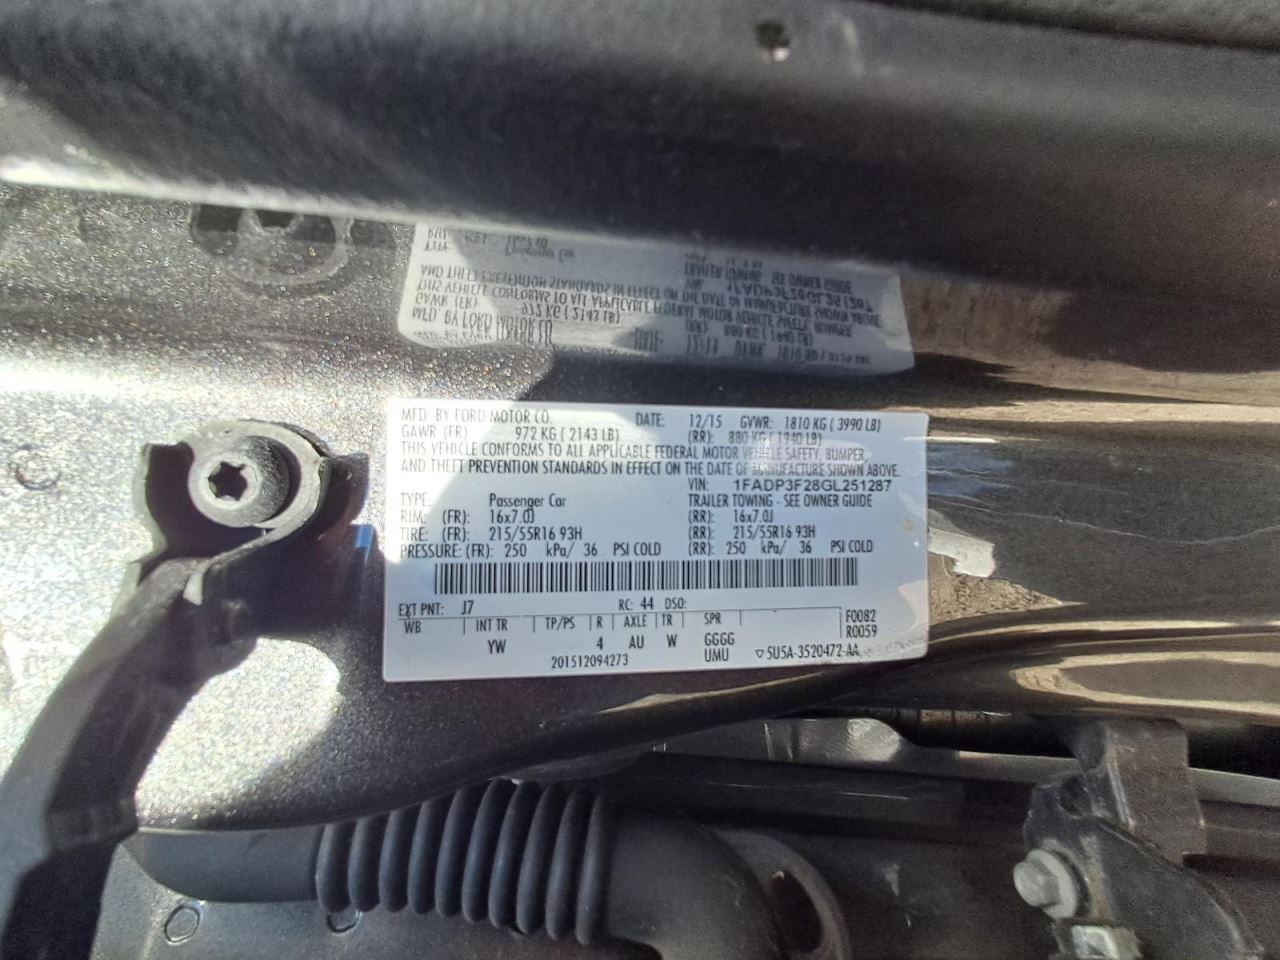 MFD. BY FORD MOTOR CO. DATE: 12/15 GVWR: 1810 KG ( 3990 LB)
GAWR (FR) 972 KG ( 2143 LB) (RR): 880 KG ( 1940 LB)
THIS VEHICLE CONFORMS TO ALL APPLICABLE FEDERAL MOTOR VEHICLE SAFETY, BUMPER,
AND THEFT PREVENTION STANDARDS IN EFFECT ON THE DATE OF MANUFACTURE SHOWN ABOVE.
VIN: 1FADP3F28GL251287
TYPE: Passenger Car TRAILER TOWING - SEE OWNER GUIDE
RIM: (FR): 16x7.0J (RR): 16x7.0J
TIRE: (FR): 215/55R16 93H (RR): 215/55R16 93H
PRESSURE: (FR): 250 kPa/ 36 PSI COLD (RR): 250 kPa/ 36 PSI COLD
EXT PNT: J7 RC: 44 DSO: F0082
WB INT TR TP/PS R AXLE TR SPR R0059
YW 4 AU W GGGG
201512094273 UMU ▽5U5A-3520472-AA